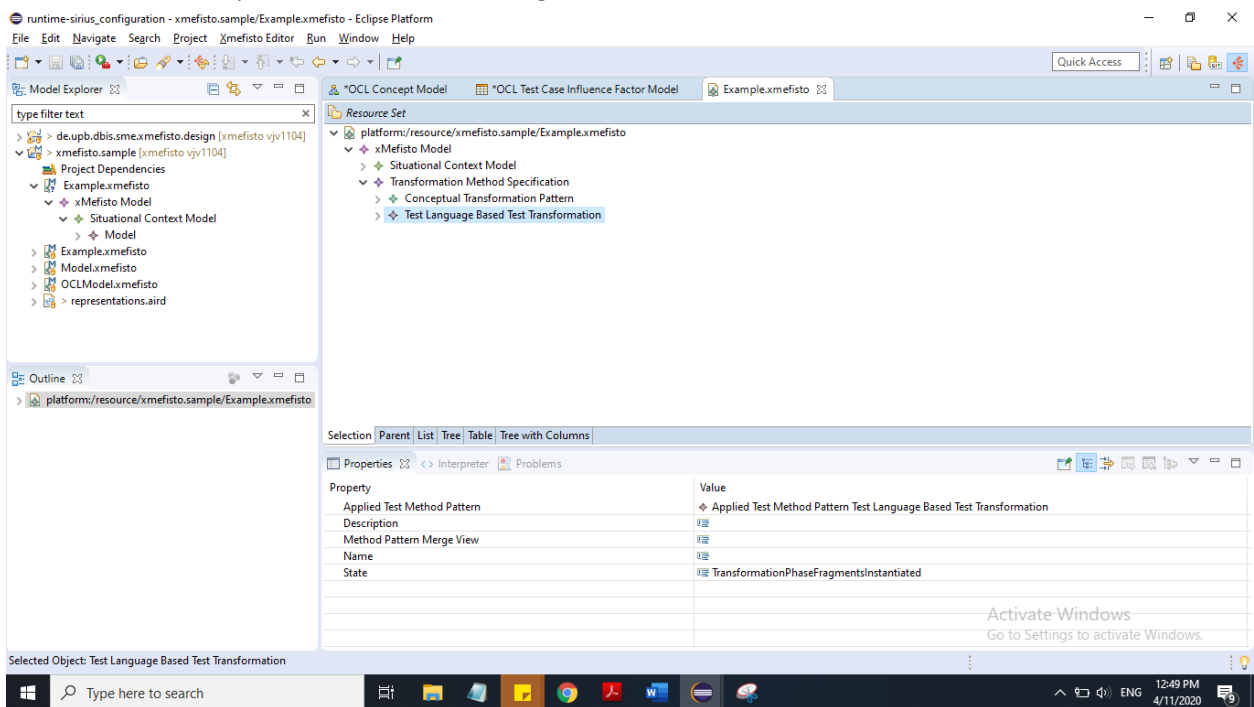 runtime-sirius_configuration - xmefisto.sample/Example.xmefisto - Eclipse Platform
File Edit Navigate Search Project Xmefisto Editor Run Window Help
Quick Access
Model Explorer
type filter text
> de.upb.dbis.sme.xmefisto.design [xmefisto vjv1104]
> xmefisto.sample [xmefisto vjv1104]
Project Dependencies
Example.xmefisto
xMefisto Model
Situational Context Model
Model
Example.xmefisto
Model.xmefisto
OCLModel.xmefisto
> representations.aird
Outline
platform:/resource/xmefisto.sample/Example.xmefisto
*OCL Concept Model *OCL Test Case Influence Factor Model Example.xmefisto
Resource Set
platform:/resource/xmefisto.sample/Example.xmefisto
xMefisto Model
Situational Context Model
Transformation Method Specification
Conceptual Transformation Pattern
Test Language Based Test Transformation
Selection Parent List Tree Table Tree with Columns
Properties Interpreter Problems
Property Value
Applied Test Method Pattern Applied Test Method Pattern Test Language Based Test Transformation
Description
Method Pattern Merge View
Name
State TransformationPhaseFragmentsInstantiated
Activate Windows
Go to Settings to activate Windows.
Selected Object: Test Language Based Test Transformation
Type here to search
ENG
12:49 PM
4/11/2020